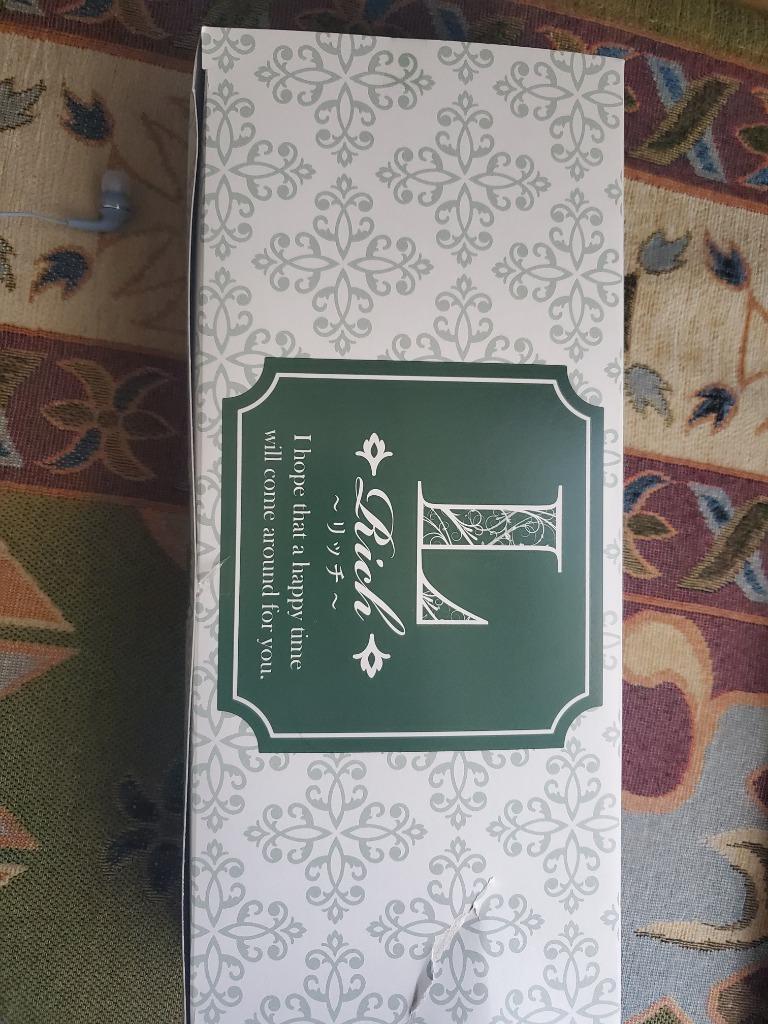 L
Rich
～リッチ～
I hope that a happy time
will come around for you.